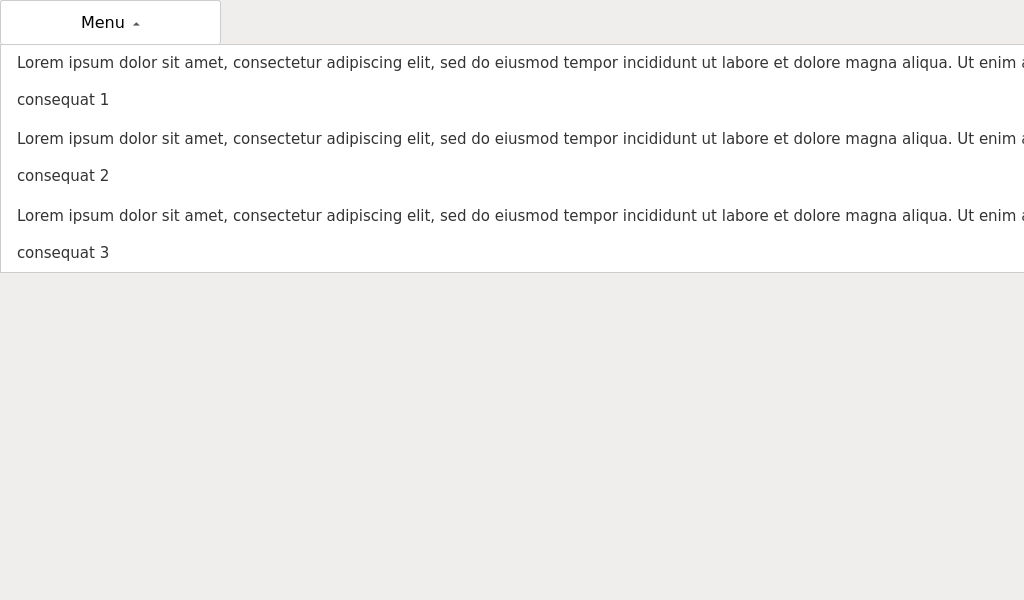 Menu
Lorem ipsum dolor sit amet, consectetur adipiscing elit, sed do eiusmod tempor incididunt ut labore et dolore magna aliqua. Ut enim
consequat 1
Lorem ipsum dolor sit amet, consectetur adipiscing elit, sed do eiusmod tempor incididunt ut labore et dolore magna aliqua. Ut enim
consequat 2
Lorem ipsum dolor sit amet, consectetur adipiscing elit, sed do eiusmod tempor incididunt ut labore et dolore magna aliqua. Ut enim
consequat 3